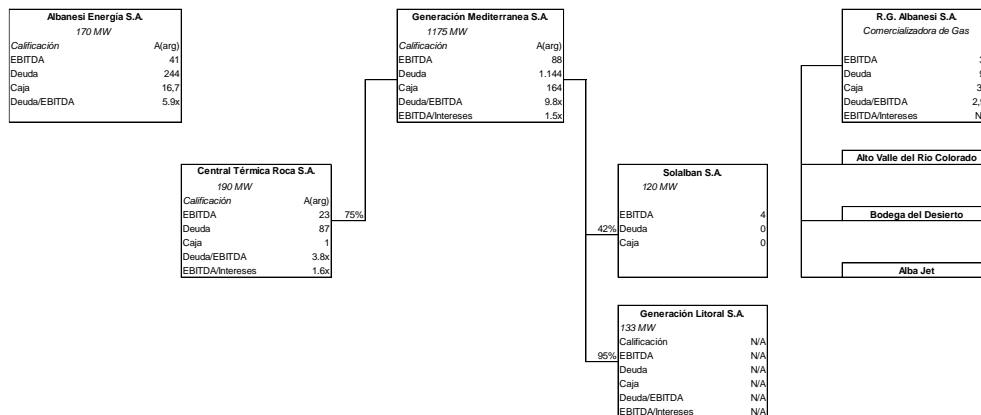 Albanesi Energía S.A.
170 MW
Calificación A(arg)
EBITDA 41
Deuda 244
Caja 16,7
Deuda/EBITDA 5.9x
Generación Mediterranea S.A.
1175 MW
Calificación A(arg)
EBITDA 88
Deuda 1.144
Caja 164
Deuda/EBITDA 9.8x
EBITDA/Intereses 1.5x
R.G. Albanesi S.A.
Comercializadora de Gas
EBITDA
Deuda
Caja
Deuda/EBITDA
EBITDA/Intereses
Central Térmica Roca S.A.
190 MW
Calificación A(arg)
EBITDA 23
Deuda 87
Caja 1
Deuda/EBITDA 3.8x
EBITDA/Intereses 1.6x
75%
Solalban S.A.
120 MW
EBITDA 4
Deuda 0
Caja 0
42%
Alto Valle del Rio Colorado
Bodega del Desierto
Alba Jet
Generación Litoral S.A.
133 MW
Calificación N/A
EBITDA N/A
Deuda N/A
Caja N/A
Deuda/EBITDA N/A
EBITDA/Intereses N/A
95%